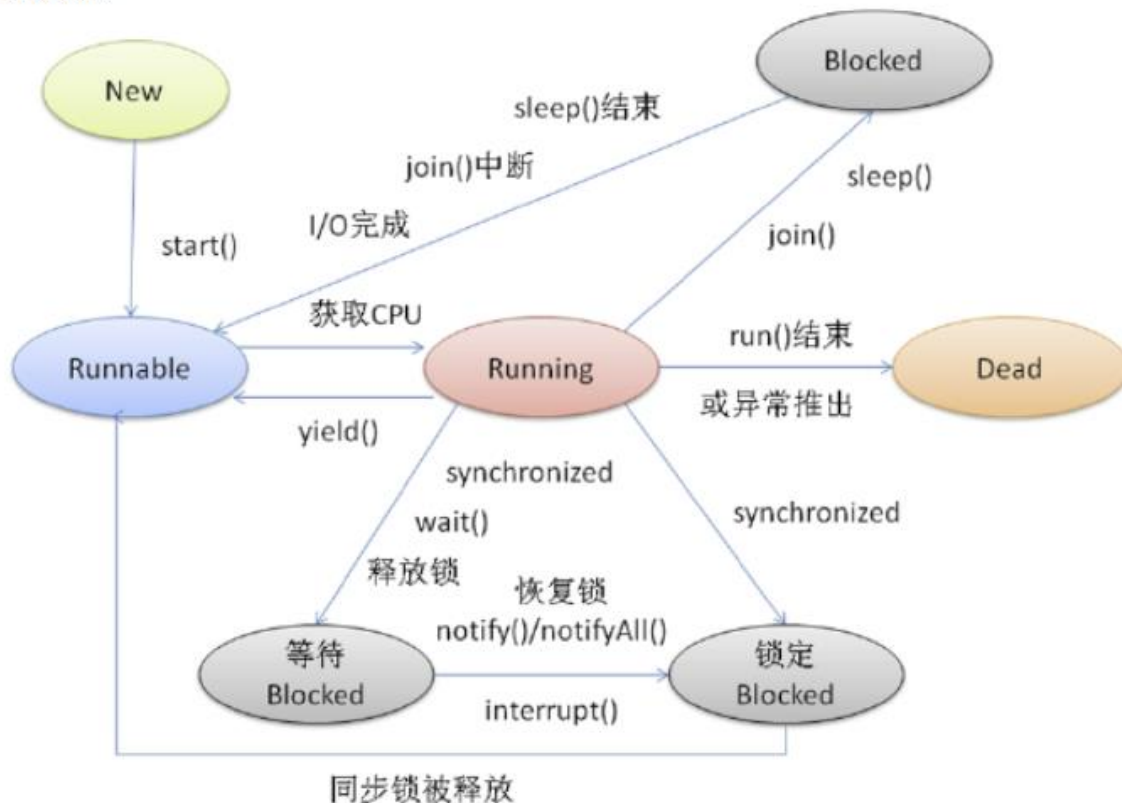 Blocked
New
sleep()结束
join()中断
sleep()
I/O完成
join()
start()
获取CPU
run()结束
Runnable
Running
Dead
或异常推出
yield()
synchronized
synchronized
wait()
释放锁
恢复锁
notify()/notifyAll()
等待
Blocked
锁定
Blocked
interrupt()
同步锁被释放